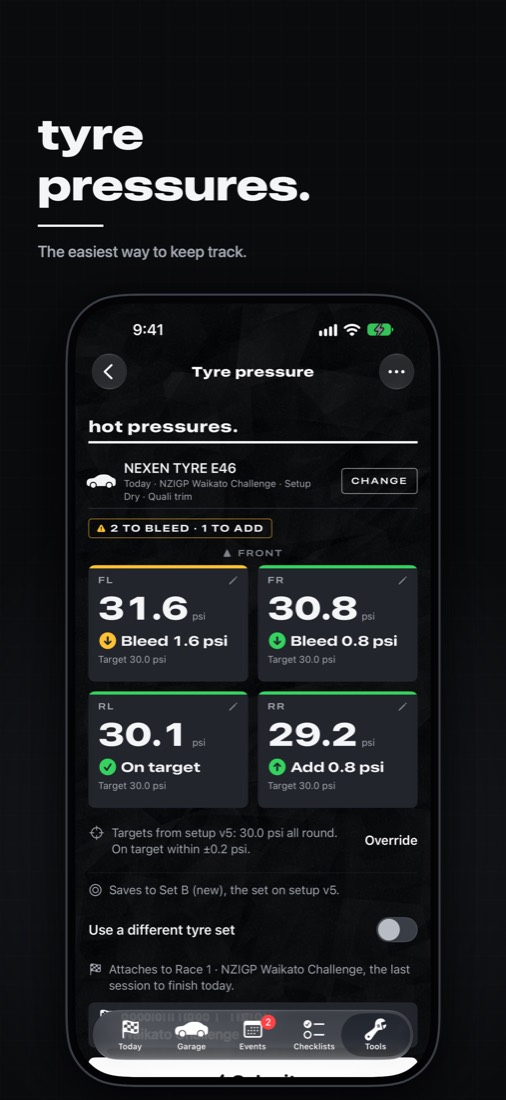 tyre
pressures.
The easiest way to keep track.
9:41
Tyre pressure
hot pressures.
NEXEN TYRE E46
Today · NZIGP Waikato Challenge · Setup
Dry · Quali trim
CHANGE
2 TO BLEED · 1 TO ADD
▲ FRONT
FL
31.6 psi
Bleed 1.6 psi
Target 30.0 psi
FR
30.8 psi
Bleed 0.8 psi
Target 30.0 psi
RL
30.1 psi
On target
Target 30.0 psi
RR
29.2 psi
Add 0.8 psi
Target 30.0 psi
Targets from setup v5: 30.0 psi all round.
On target within ±0.2 psi.
Override
Saves to Set B (new), the set on setup v5.
Use a different tyre set
Attaches to Race 1 · NZIGP Waikato Challenge, the last
session to finish today.
2
Today
Garage
Events
Checklists
Tools